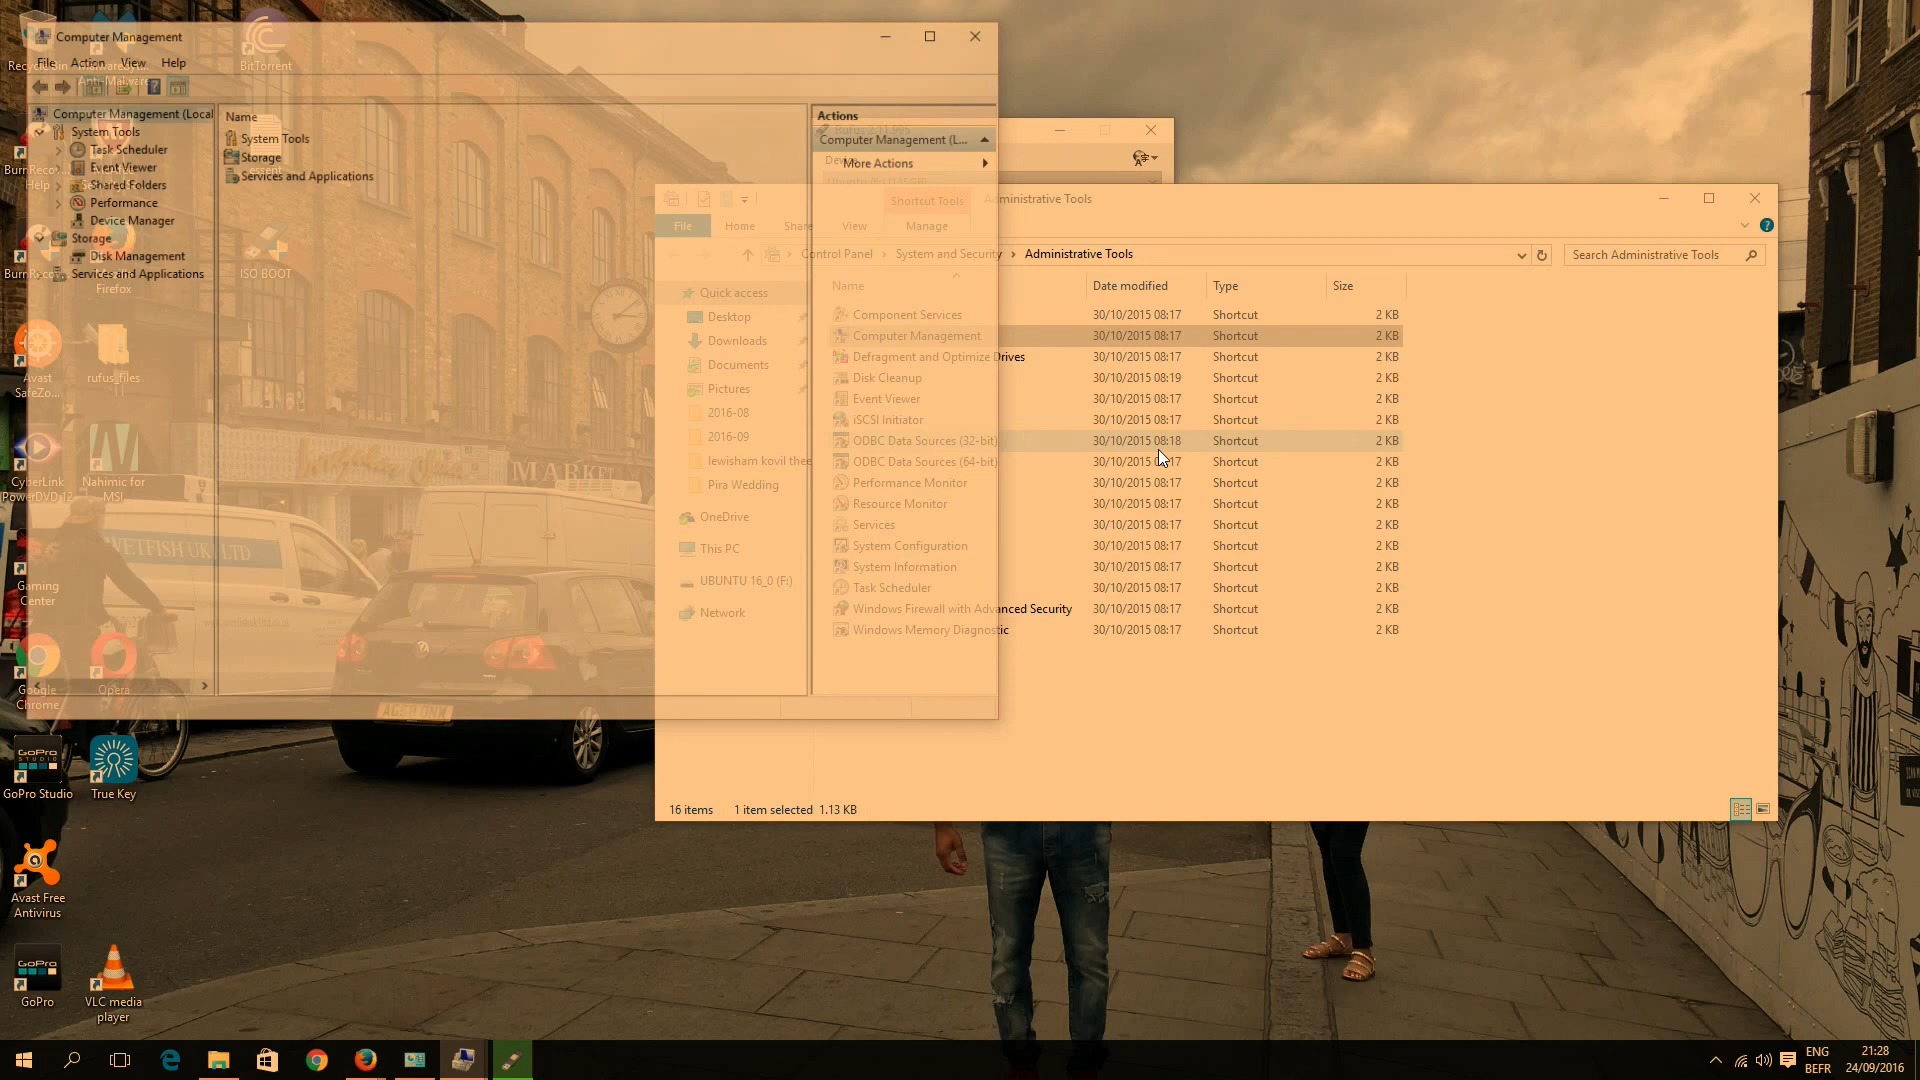 Computer Management
File Action View Help
Computer Management (Local
System Tools
Task Scheduler
Event Viewer
Shared Folders
Performance
Device Manager
Storage
Disk Management
Services and Applications
Name
System Tools
Storage
Services and Applications
Actions
Computer Management (L...
More Actions
Shortcut Tools
Administrative Tools
File Home Share View Manage
Control Panel › System and Security › Administrative Tools
Search Administrative Tools
Quick access
Desktop
Downloads
Documents
Pictures
2016-08
2016-09
lewisham kovil thee
Pira Wedding
OneDrive
This PC
UBUNTU 16_0 (F:)
Network
Name Date modified Type Size
Component Services 30/10/2015 08:17 Shortcut 2 KB
Computer Management 30/10/2015 08:17 Shortcut 2 KB
Defragment and Optimize Drives 30/10/2015 08:17 Shortcut 2 KB
Disk Cleanup 30/10/2015 08:19 Shortcut 2 KB
Event Viewer 30/10/2015 08:17 Shortcut 2 KB
iSCSI Initiator 30/10/2015 08:17 Shortcut 2 KB
ODBC Data Sources (32-bit) 30/10/2015 08:18 Shortcut 2 KB
ODBC Data Sources (64-bit) 30/10/2015 08:17 Shortcut 2 KB
Performance Monitor 30/10/2015 08:17 Shortcut 2 KB
Resource Monitor 30/10/2015 08:17 Shortcut 2 KB
Services 30/10/2015 08:17 Shortcut 2 KB
System Configuration 30/10/2015 08:17 Shortcut 2 KB
System Information 30/10/2015 08:17 Shortcut 2 KB
Task Scheduler 30/10/2015 08:17 Shortcut 2 KB
Windows Firewall with Advanced Security 30/10/2015 08:17 Shortcut 2 KB
Windows Memory Diagnostic 30/10/2015 08:17 Shortcut 2 KB
16 items 1 item selected 1.13 KB
Recycle Bin
Anti-Malware
BitTorrent
BurnRecov...
Help
BurnRecov...
Firefox
ISO BOOT
Avast
SafeZo...
rufus_files
CyberLink
PowerDVD 12
Nahimic for
MSI
Gaming
Center
Google
Chrome
Opera
GoPro Studio
True Key
Avast Free
Antivirus
GoPro
VLC media
player
MARKET
WETFISH UK LTD
ENG
BEFR
21:28
24/09/2016